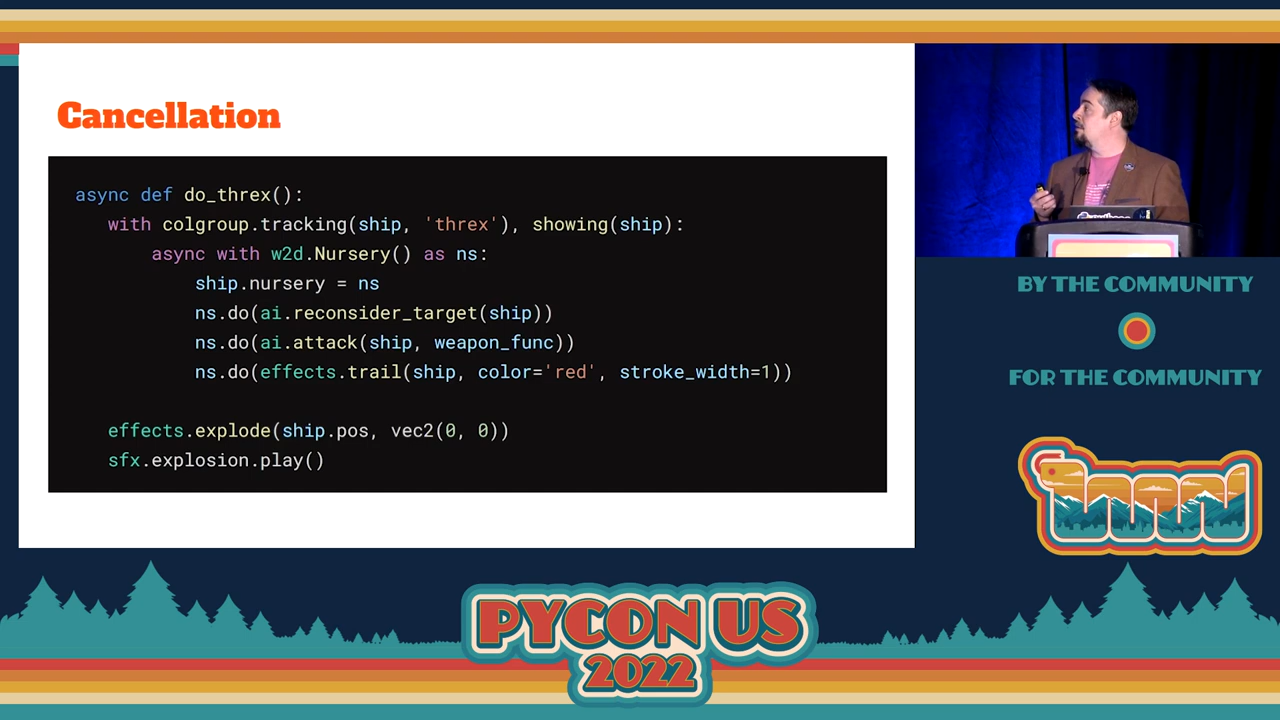 Cancellation
async def do_threx():
with colgroup.tracking(ship, 'threx'), showing(ship):
async with w2d.Nursery() as ns:
ship.nursery = ns
ns.do(ai.reconsider_target(ship))
ns.do(ai.attack(ship, weapon_func))
ns.do(effects.trail(ship, color='red', stroke_width=1))
effects.explode(ship.pos, vec2(0, 0))
sfx.explosion.play()
BY THE COMMUNITY
FOR THE COMMUNITY
PYCON US
2022